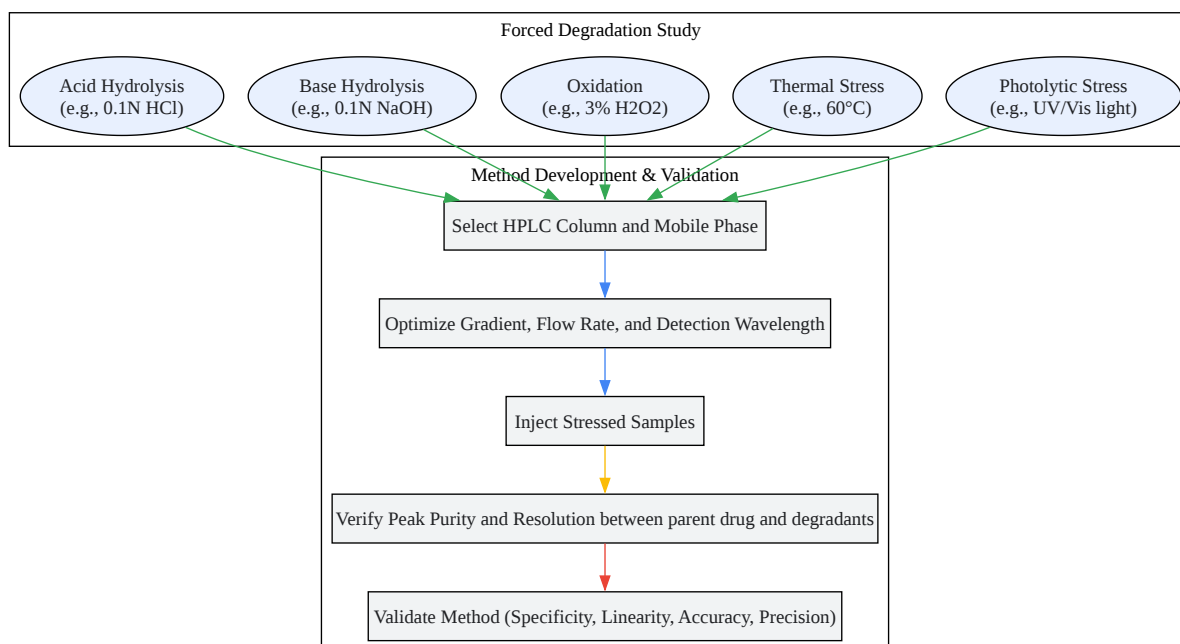 Forced Degradation Study
Acid Hydrolysis
(e.g., 0.1N HCl)
Base Hydrolysis
(e.g., 0.1N NaOH)
Oxidation
(e.g., 3% H2O2)
Thermal Stress
(e.g., 60°C)
Photolytic Stress
(e.g., UV/Vis light)
Method Development & Validation
Select HPLC Column and Mobile Phase
Optimize Gradient, Flow Rate, and Detection Wavelength
Inject Stressed Samples
Verify Peak Purity and Resolution between parent drug and degradants
Validate Method (Specificity, Linearity, Accuracy, Precision)